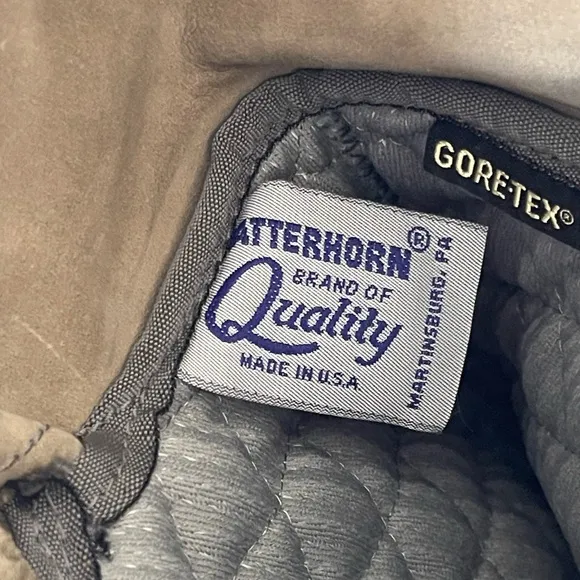 ATTERHORN®
BRAND OF
Quality
MADE IN U.S.A
MARTINSBURG, PA
GORE-TEX®